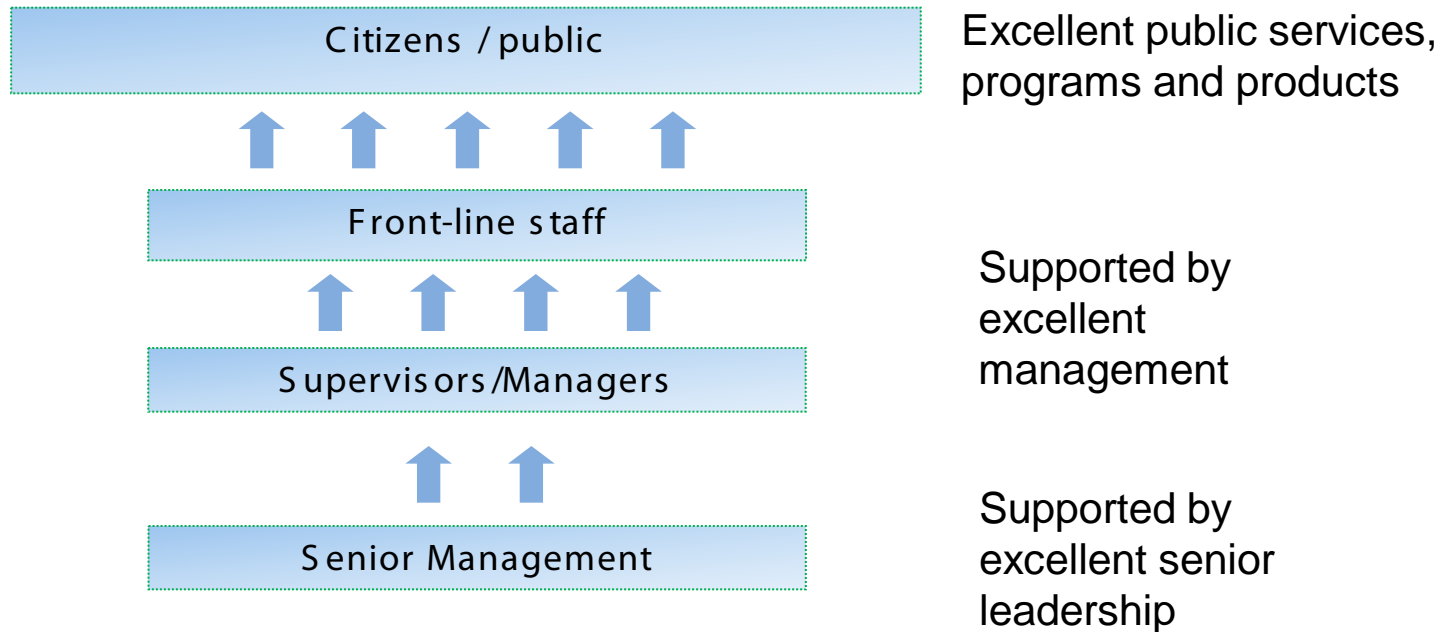 Citizens / public
Excellent public services,
programs and products
Front-line staff
Supported by
excellent
management
Supervisors/Managers
Supported by
excellent senior
leadership
Senior Management